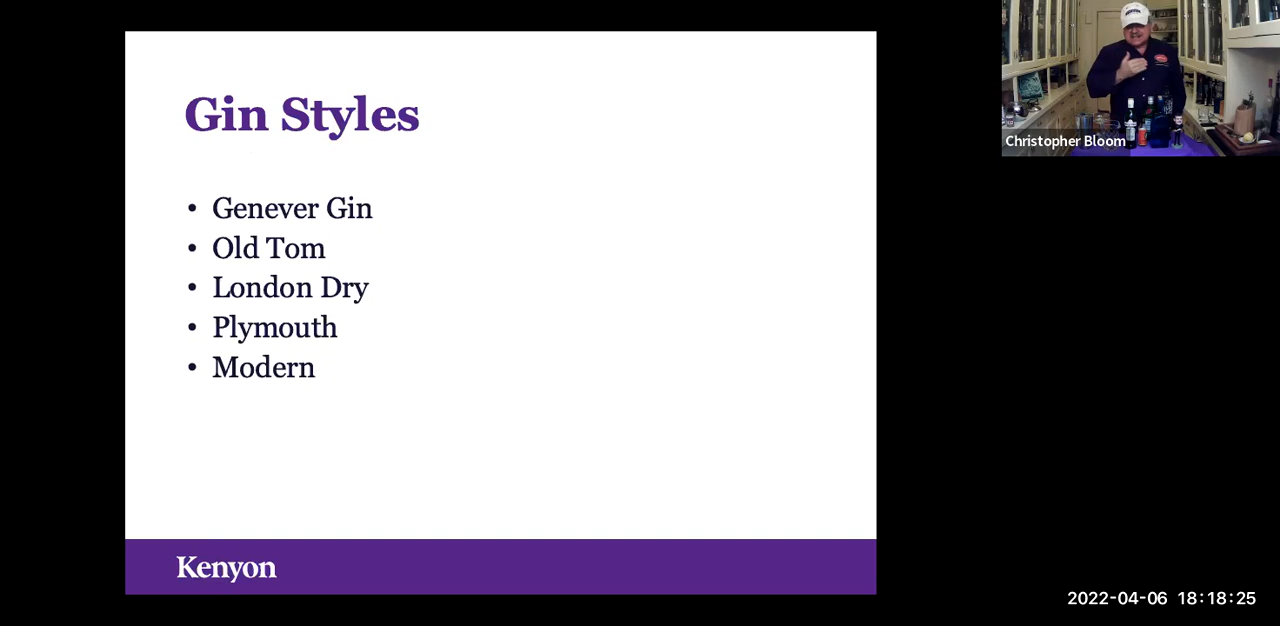 Gin Styles
• Genever Gin
• Old Tom
• London Dry
• Plymouth
• Modern
Kenyon
Christopher Bloom
2022-04-06 18:18:25